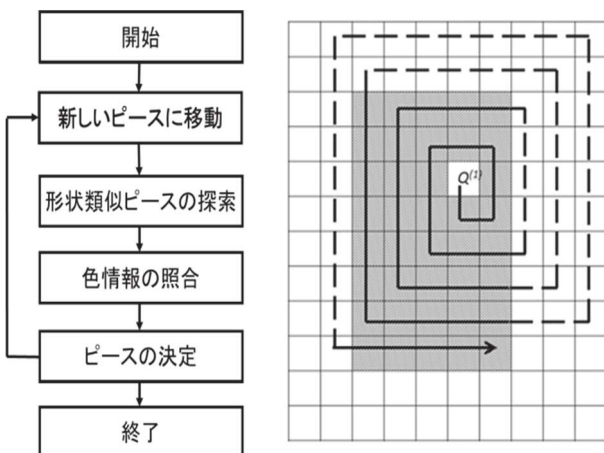 開始
新しいピースに移動
形状類似ピースの探索
色情報の照合
ピースの決定
終了
Q(1)